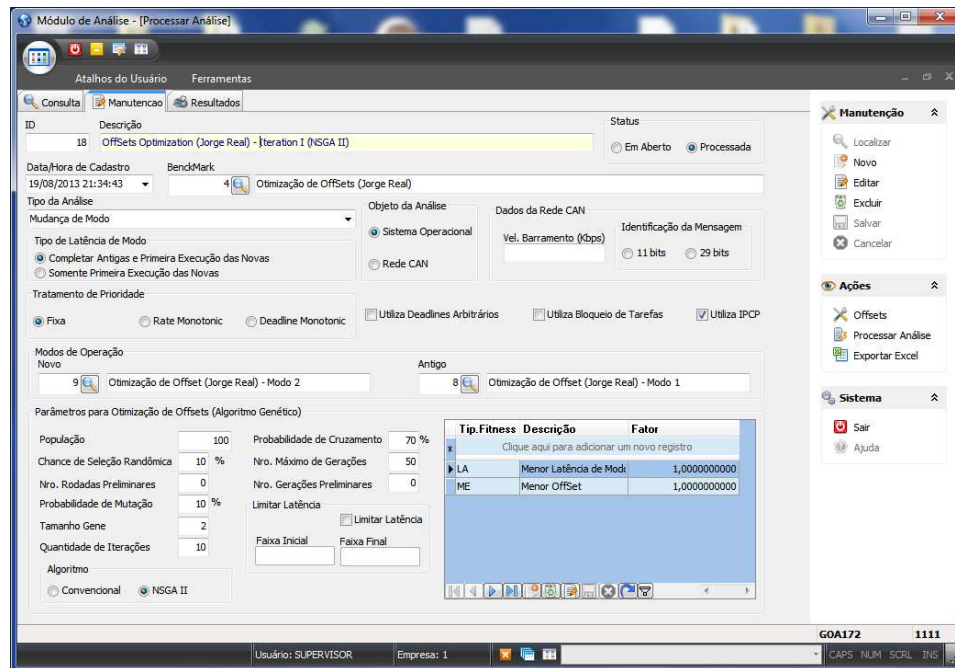 Módulo de Análise - [Processar Análise]
Atalhos do Usuário Ferramentas
Consulta Manutencao Resultados
ID Descrição
18 OffSets Optimization (Jorge Real) - Iteration I (NSGA II)
Status
Em Aberto Processada
Data/Hora de Cadastro BenckMark
19/08/2013 21:34:43 4 Otimização de OffSets (Jorge Real)
Tipo da Análise
Mudança de Modo
Objeto da Análise
Sistema Operacional
Rede CAN
Dados da Rede CAN
Vel. Barramento (Kbps)
Identificação da Mensagem
11 bits 29 bits
Tipo de Latência de Modo
Completar Antigas e Primeira Execução das Novas
Somente Primeira Execução das Novas
Tratamento de Prioridade
Fixa Rate Monotonic Deadline Monotonic
Utiliza Deadlines Arbitrários Utiliza Bloqueio de Tarefas Utiliza IPCP
Modos de Operação
Novo Antigo
9 Otimização de Offset (Jorge Real) - Modo 2 8 Otimização de Offset (Jorge Real) - Modo 1
Parâmetros para Otimização de Offsets (Algoritmo Genético)
População 100 Probabilidade de Cruzamento 70 %
Chance de Seleção Randômica 10 % Nro. Máximo de Gerações 50
Nro. Rodadas Preliminares 0 Nro. Gerações Preliminares 0
Probabilidade de Mutação 10 % Limitar Latência
Limitar Latência
Tamanho Gene 2
Faixa Inicial Faixa Final
Quantidade de Iterações 10
Algoritmo
Convencional NSGA II
Tip.Fitness Descrição Fator
Clique aqui para adicionar um novo registro
LA Menor Latência de Modo 1,0000000000
ME Menor OffSet 1,0000000000
Manutenção
Localizar
Novo
Editar
Excluir
Salvar
Cancelar
Ações
Offsets
Processar Análise
Exportar Excel
Sistema
Sair
Ajuda
GOA172 1111
Usuário: SUPERVISOR Empresa: 1 CAPS NUM SCRL INS